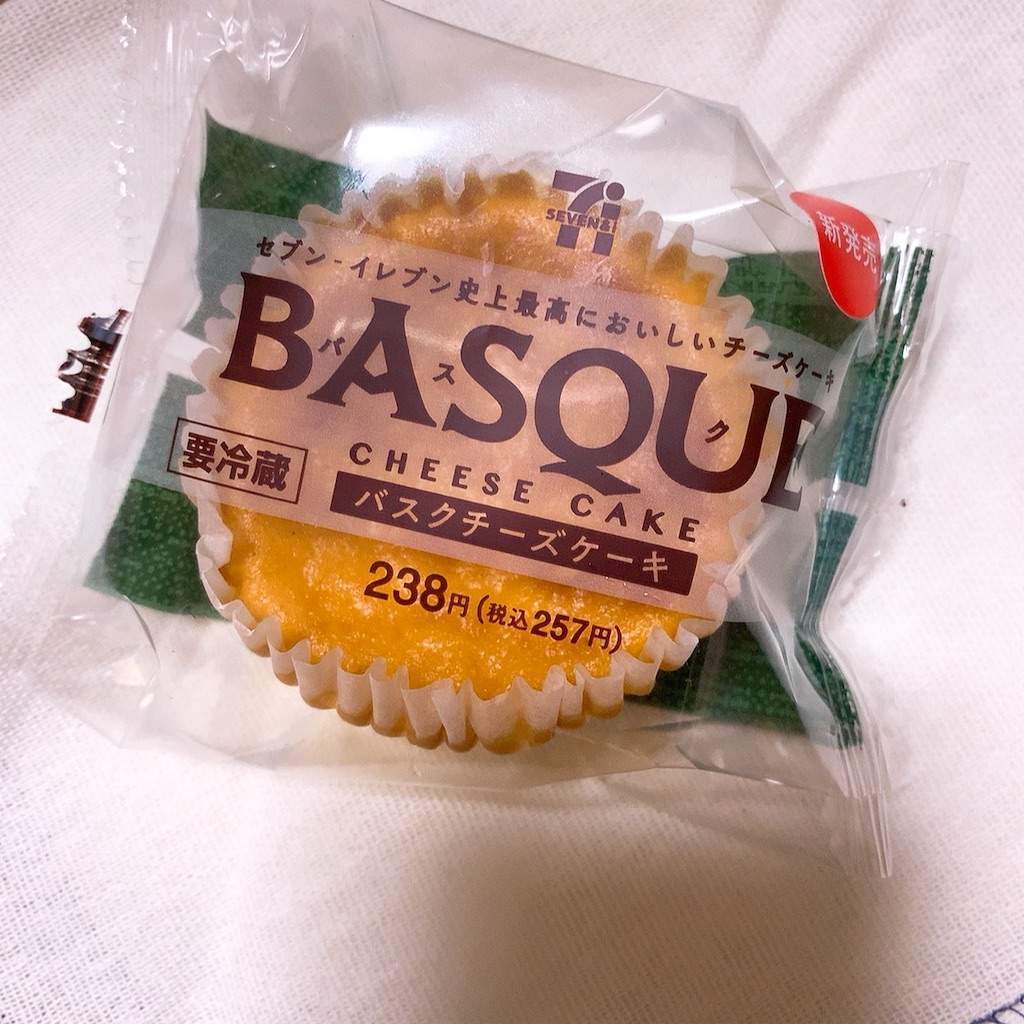 SEVEN&i
新発売
セブン-イレブン史上最高においしいチーズケーキ
BASQUE
バスク
CHEESE CAKE
要冷蔵
バスクチーズケーキ
238円(税込257円)